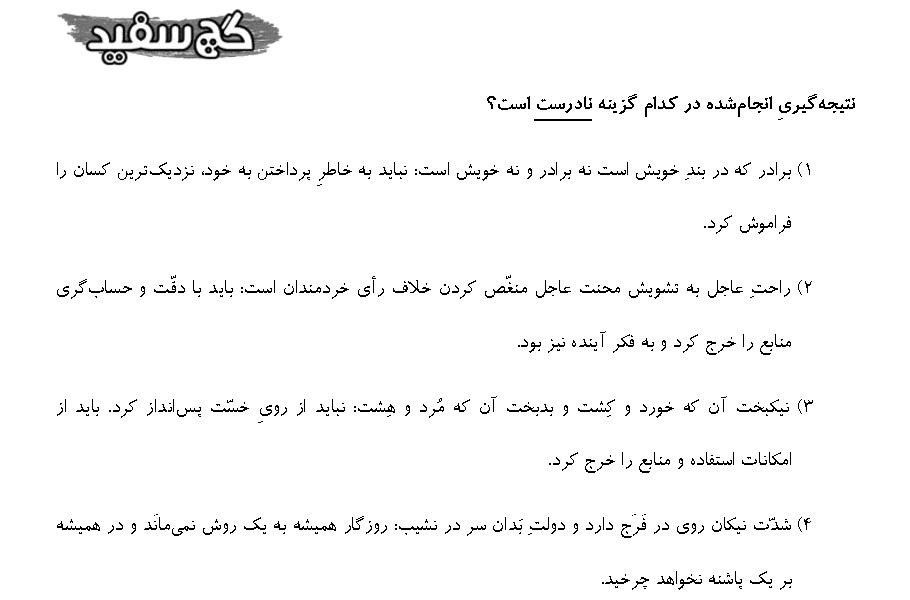 گچ سفید
نتیجه‌گیریِ انجام‌شده در کدام گزینه نادرست است؟
۱) برادر که در بندِ خویش است نه برادر و نه خویش است: نباید به خاطرِ پرداختن به خود، نزدیک‌ترین کسان را
فراموش کرد.
۲) راحتِ عاجل به تشویش محنت عاجل منغّص کردن خلاف رأی خردمندان است: باید با دقّت و حساب‌گری
منابع را خرج کرد و به فکر آینده نیز بود.
۳) نیکبخت آن که خورد و کِشت و بدبخت آن که مُرد و هِشت: نباید از رویِ خسّت پس‌انداز کرد. باید از
امکانات استفاده و منابع را خرج کرد.
۴) شدّت نیکان روی در فَرَج دارد و دولتِ بَدان سر در نشیب: روزگار همیشه به یک روش نمی‌مانَد و در همیشه
بر یک پاشنه نخواهد چرخید.